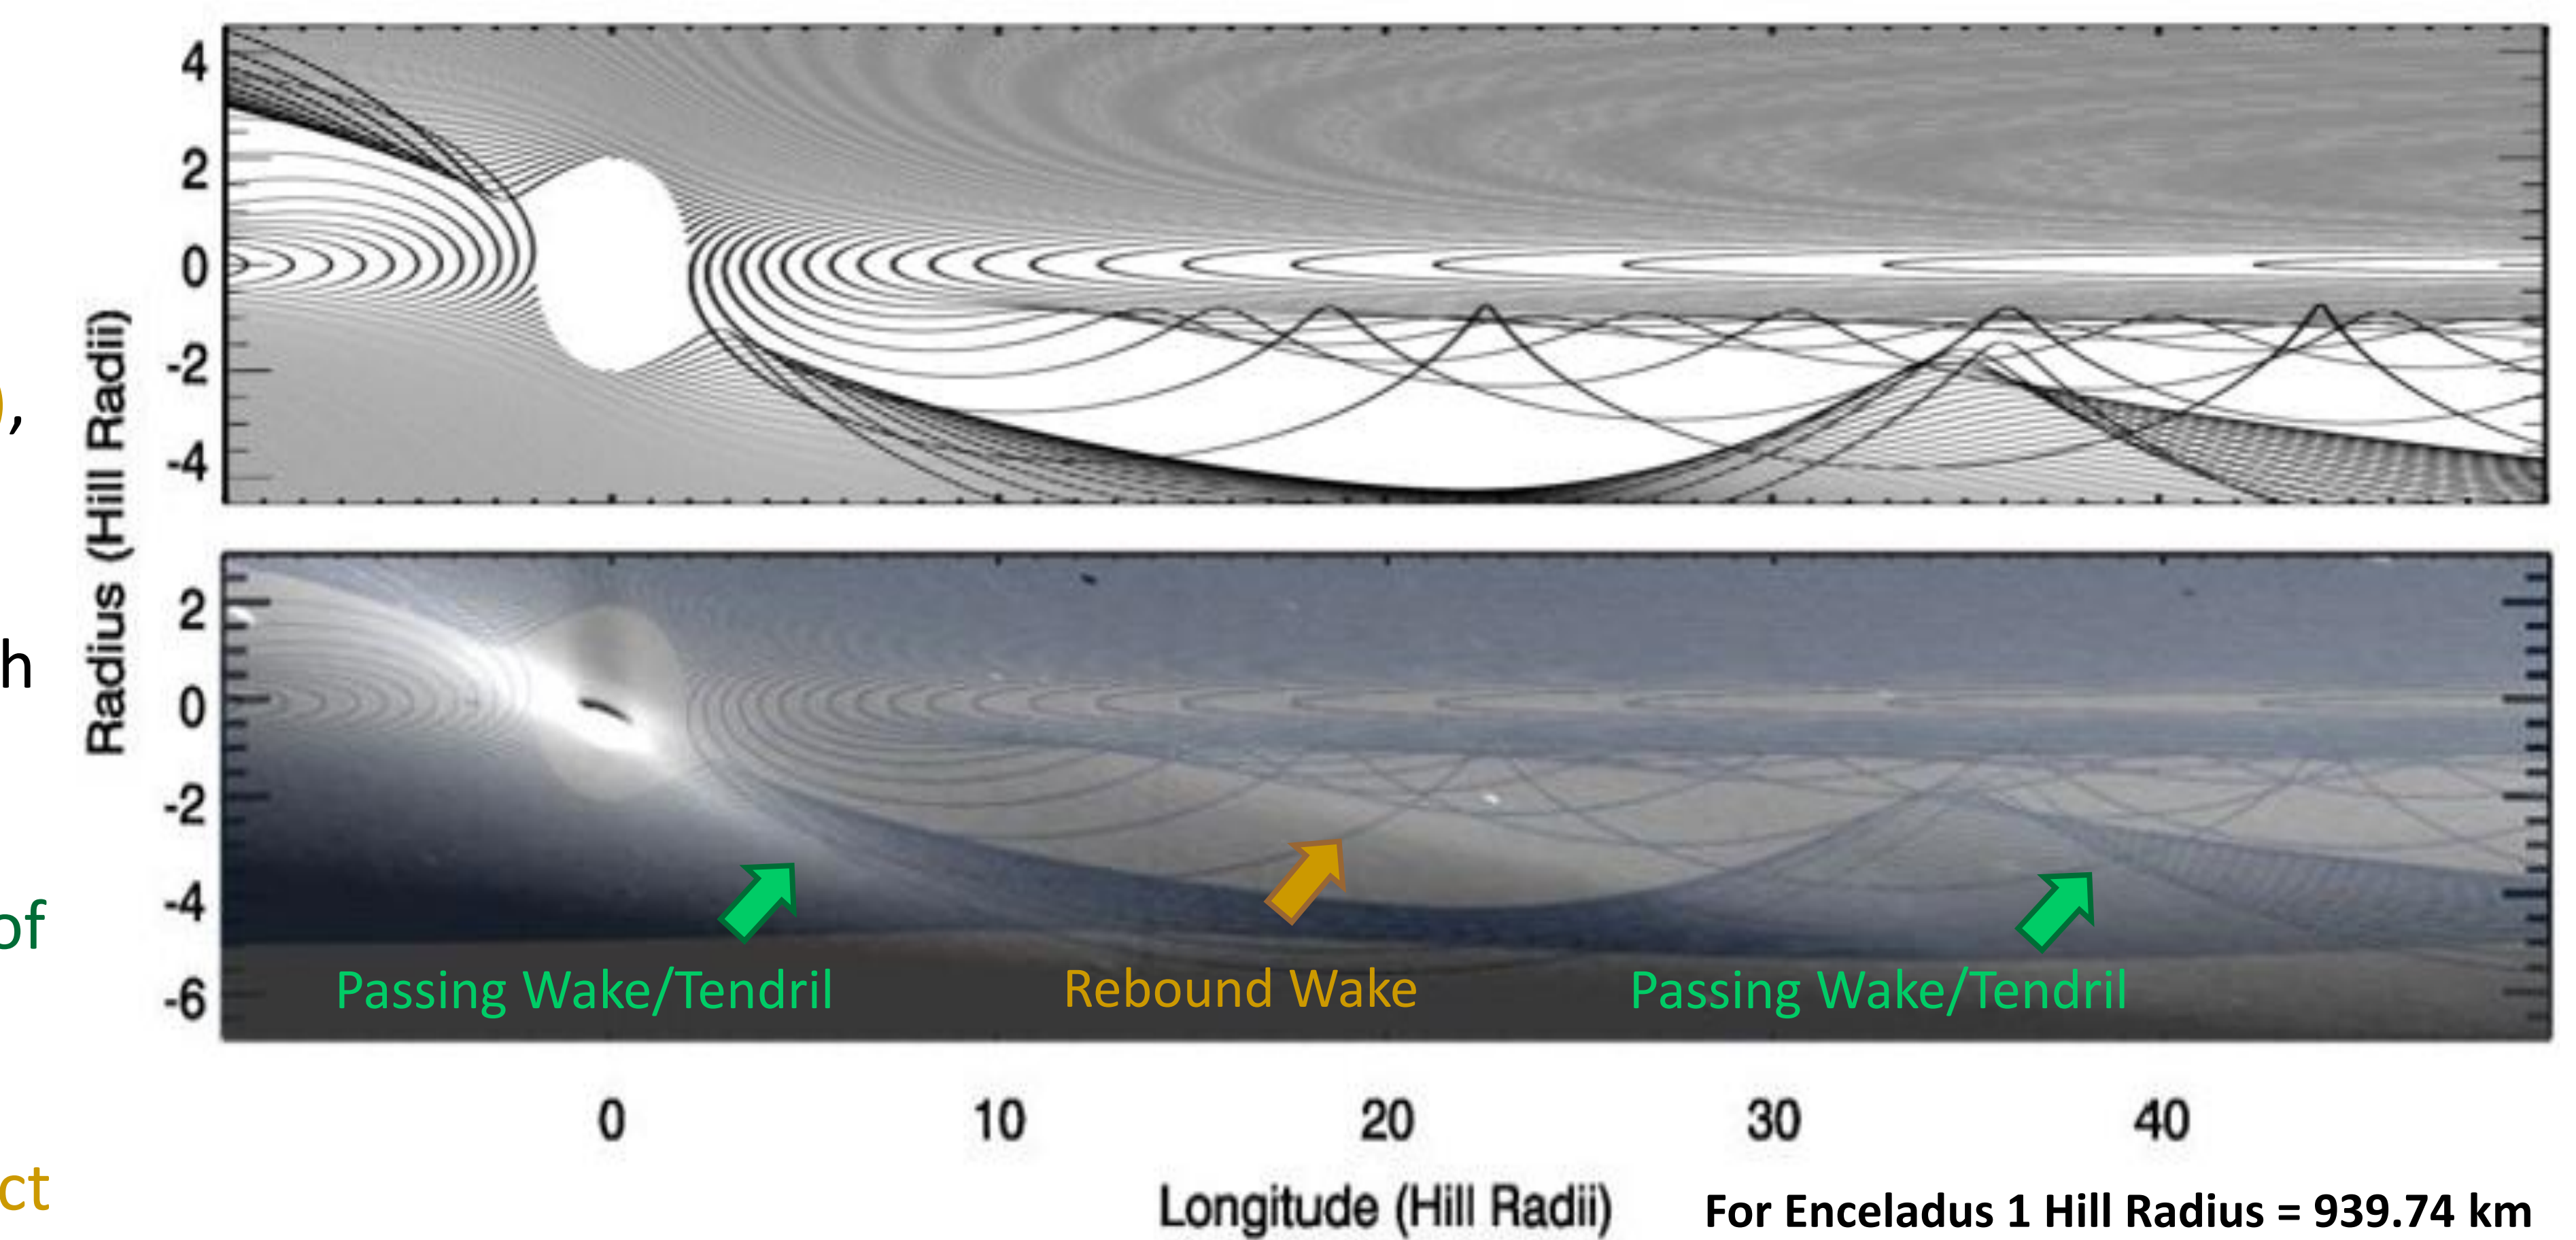 4
2
0
-2
-4
Radius (Hill Radii)
),
h
of
ct
2
0
-2
-4
-6
Passing Wake/Tendril
Rebound Wake
Passing Wake/Tendril
0
10
20
30
40
Longitude (Hill Radii)
For Enceladus 1 Hill Radius = 939.74 km